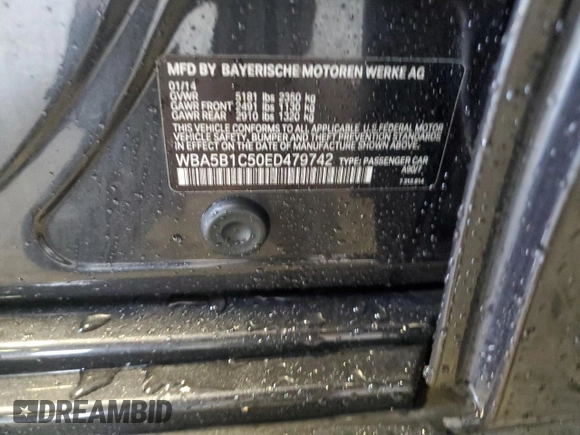 MFD BY BAYERISCHE MOTOREN WERKE AG
01/14
GVWR 5181 lbs 2350 kg
GAWR FRONT 2491 lbs 1130 kg
GAWR REAR 2910 lbs 1320 kg
THIS VEHICLE CONFORMS TO ALL APPLICABLE U.S. FEDERAL MOTOR
VEHICLE SAFETY, BUMPER, AND THEFT PREVENTION STANDARDS
IN EFFECT ON THE DATE OF MANUFACTURE SHOWN ABOVE.
WBA5B1C50ED479742 TYPE: PASSENGER CAR
DREAMBID